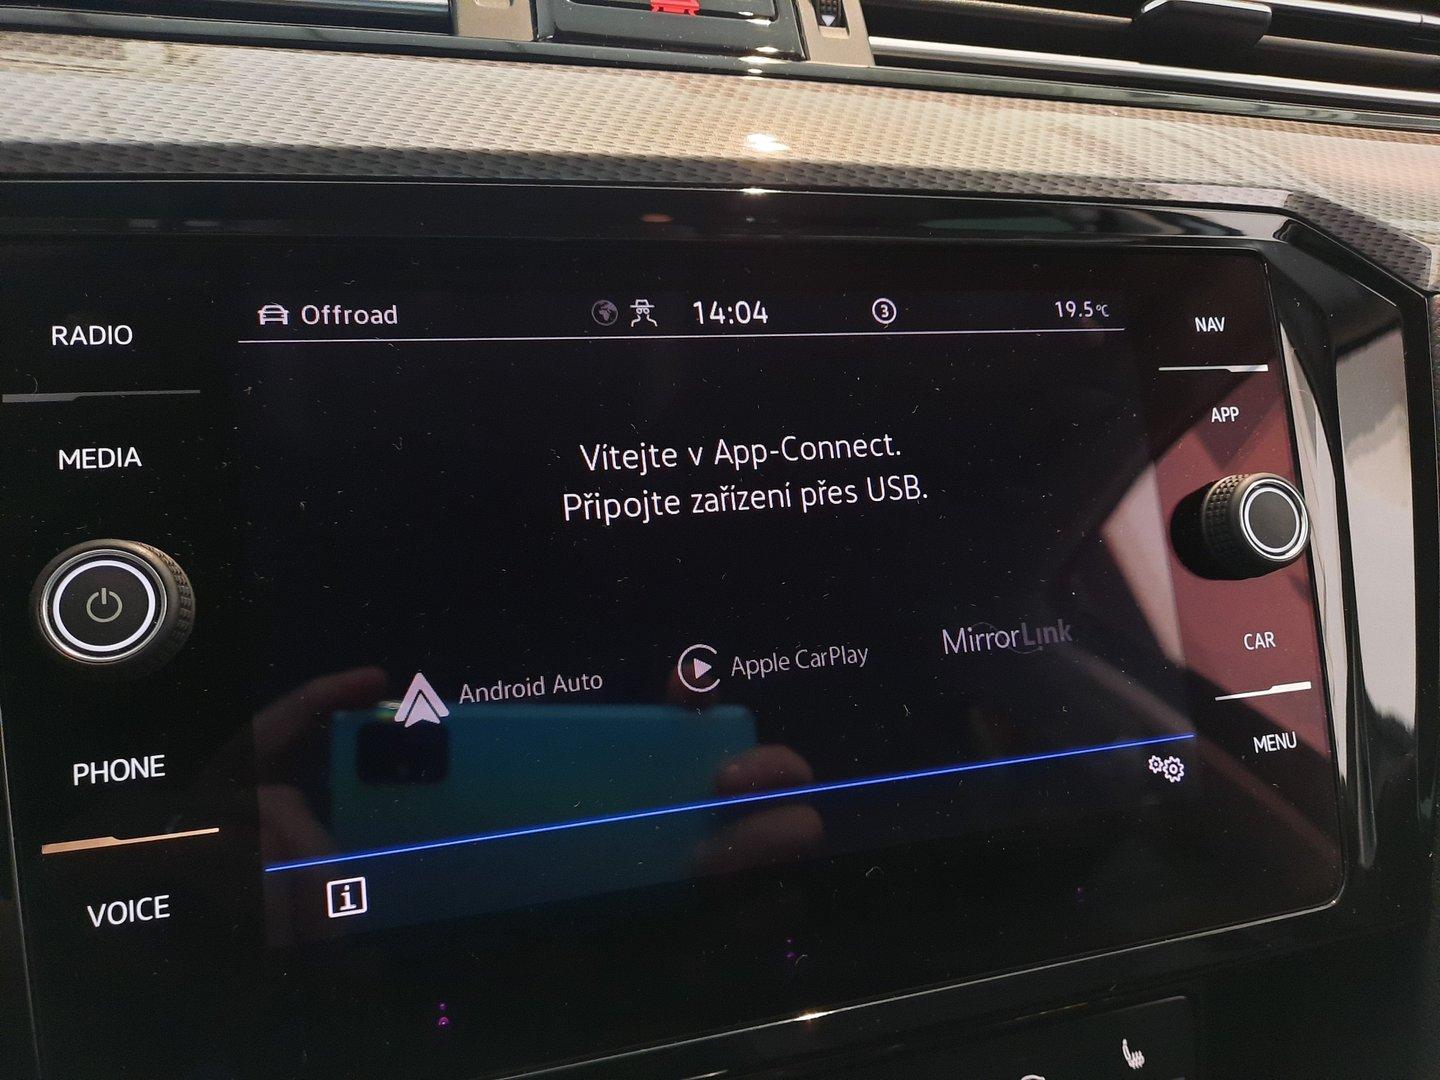 RADIO
MEDIA
PHONE
VOICE
Offroad
14:04
3
19.5°C
Vítejte v App-Connect.
Připojte zařízení přes USB.
Android Auto
Apple CarPlay
MirrorLink
i
NAV
APP
CAR
MENU